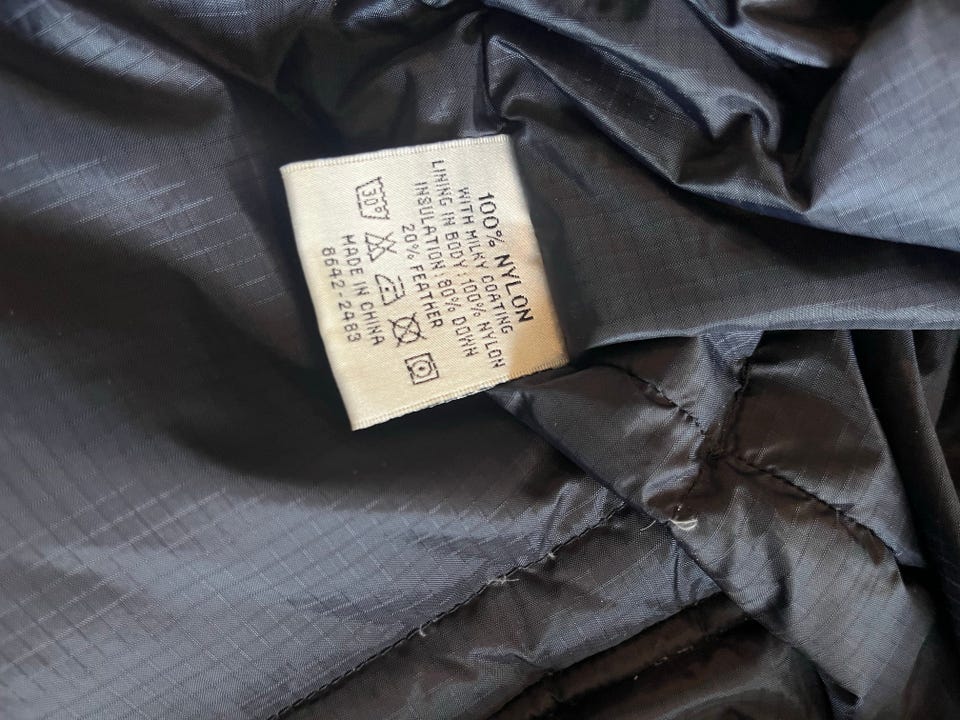 100% NYLON
WITH MILKY COATING
LINING IN BODY:100% NYLON
INSULATION:80% DOWN
20% FEATHER
30°
MADE IN CHINA
8642-2483